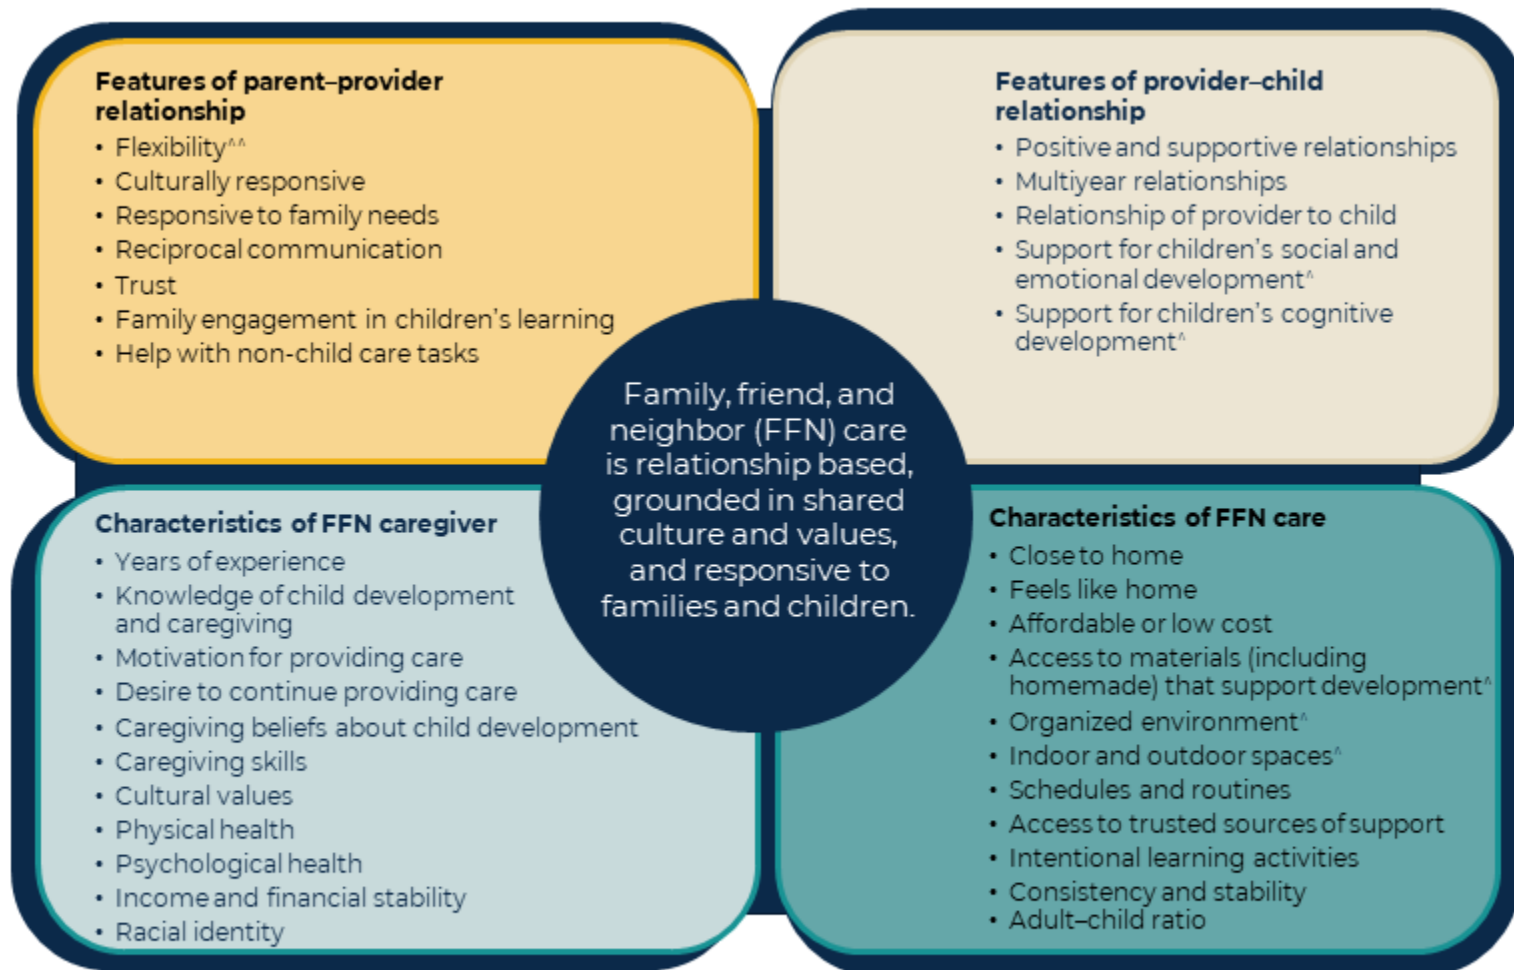 Features of parent–provider
relationship
• Flexibility^^
• Culturally responsive
• Responsive to family needs
• Reciprocal communication
• Trust
• Family engagement in children’s learning
• Help with non-child care tasks
Features of provider–child
relationship
• Positive and supportive relationships
• Multiyear relationships
• Relationship of provider to child
• Support for children’s social and
emotional development^
• Support for children’s cognitive
development^
Family, friend, and
neighbor (FFN) care
is relationship based,
grounded in shared
culture and values,
and responsive to
families and children.
Characteristics of FFN caregiver
• Years of experience
• Knowledge of child development
and caregiving
• Motivation for providing care
• Desire to continue providing care
• Caregiving beliefs about child development
• Caregiving skills
• Cultural values
• Physical health
• Psychological health
• Income and financial stability
• Racial identity
Characteristics of FFN care
• Close to home
• Feels like home
• Affordable or low cost
• Access to materials (including
homemade) that support development^
• Organized environment^
• Indoor and outdoor spaces^
• Schedules and routines
• Access to trusted sources of support
• Intentional learning activities
• Consistency and stability
• Adult–child ratio